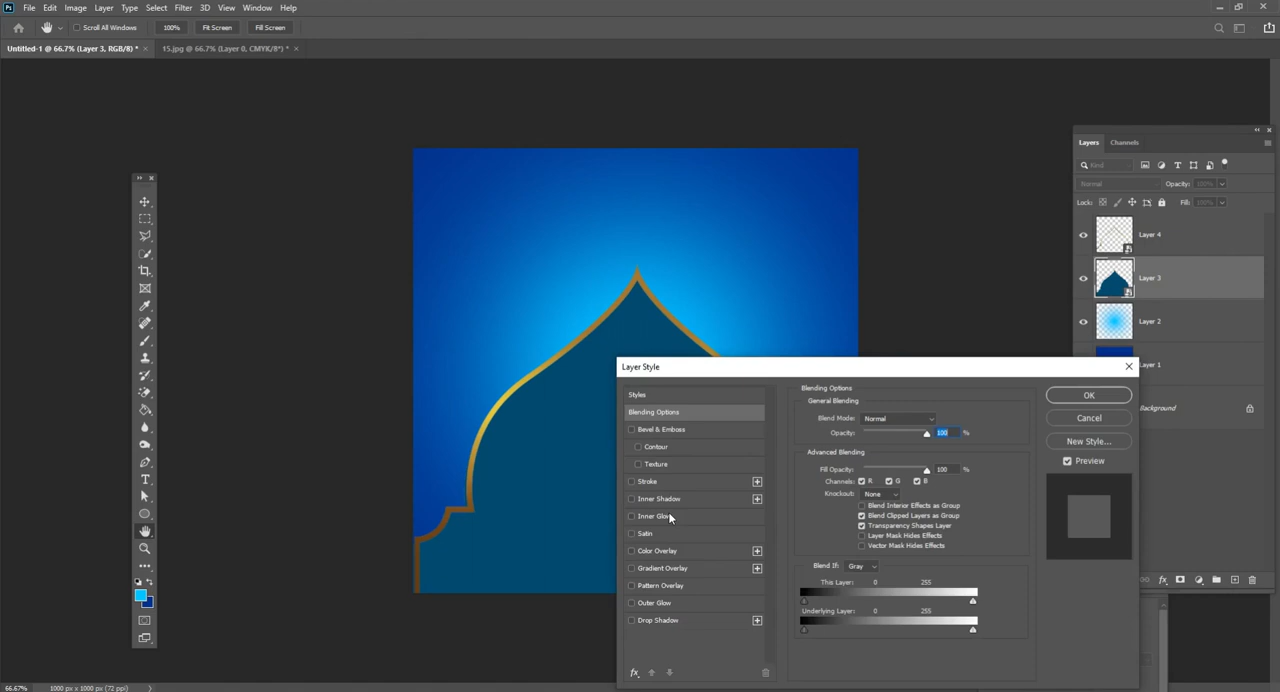 Ps File Edit Image Layer Type Select Filter 3D View Window Help
Scroll All Windows 100% Fit Screen Fill Screen
Untitled-1 @ 66.7% (Layer 3, RGB/8) * × t5.jpg @ 66.7% (Layer 0, CMYK/8*) * ×
Layers Channels
Kind
Normal Opacity: 100%
Lock: Fill: 100%
Layer 4
Layer 3
Layer 2
Layer 1
Background
Layer Style
Styles
Blending Options
Bevel & Emboss
Contour
Texture
Stroke
Inner Shadow
Inner Glow
Satin
Color Overlay
Gradient Overlay
Pattern Overlay
Outer Glow
Drop Shadow
fx
Blending Options
General Blending
Blend Mode: Normal
Opacity: 100 %
Advanced Blending
Fill Opacity: 100 %
Channels: R G B
Knockout: None
Blend Interior Effects as Group
Blend Clipped Layers as Group
Transparency Shapes Layer
Layer Mask Hides Effects
Vector Mask Hides Effects
Blend If: Gray
This Layer: 0 255
Underlying Layer: 0 255
OK
Cancel
New Style...
Preview
fx
66.67% 1000 px x 1000 px (72 ppi)